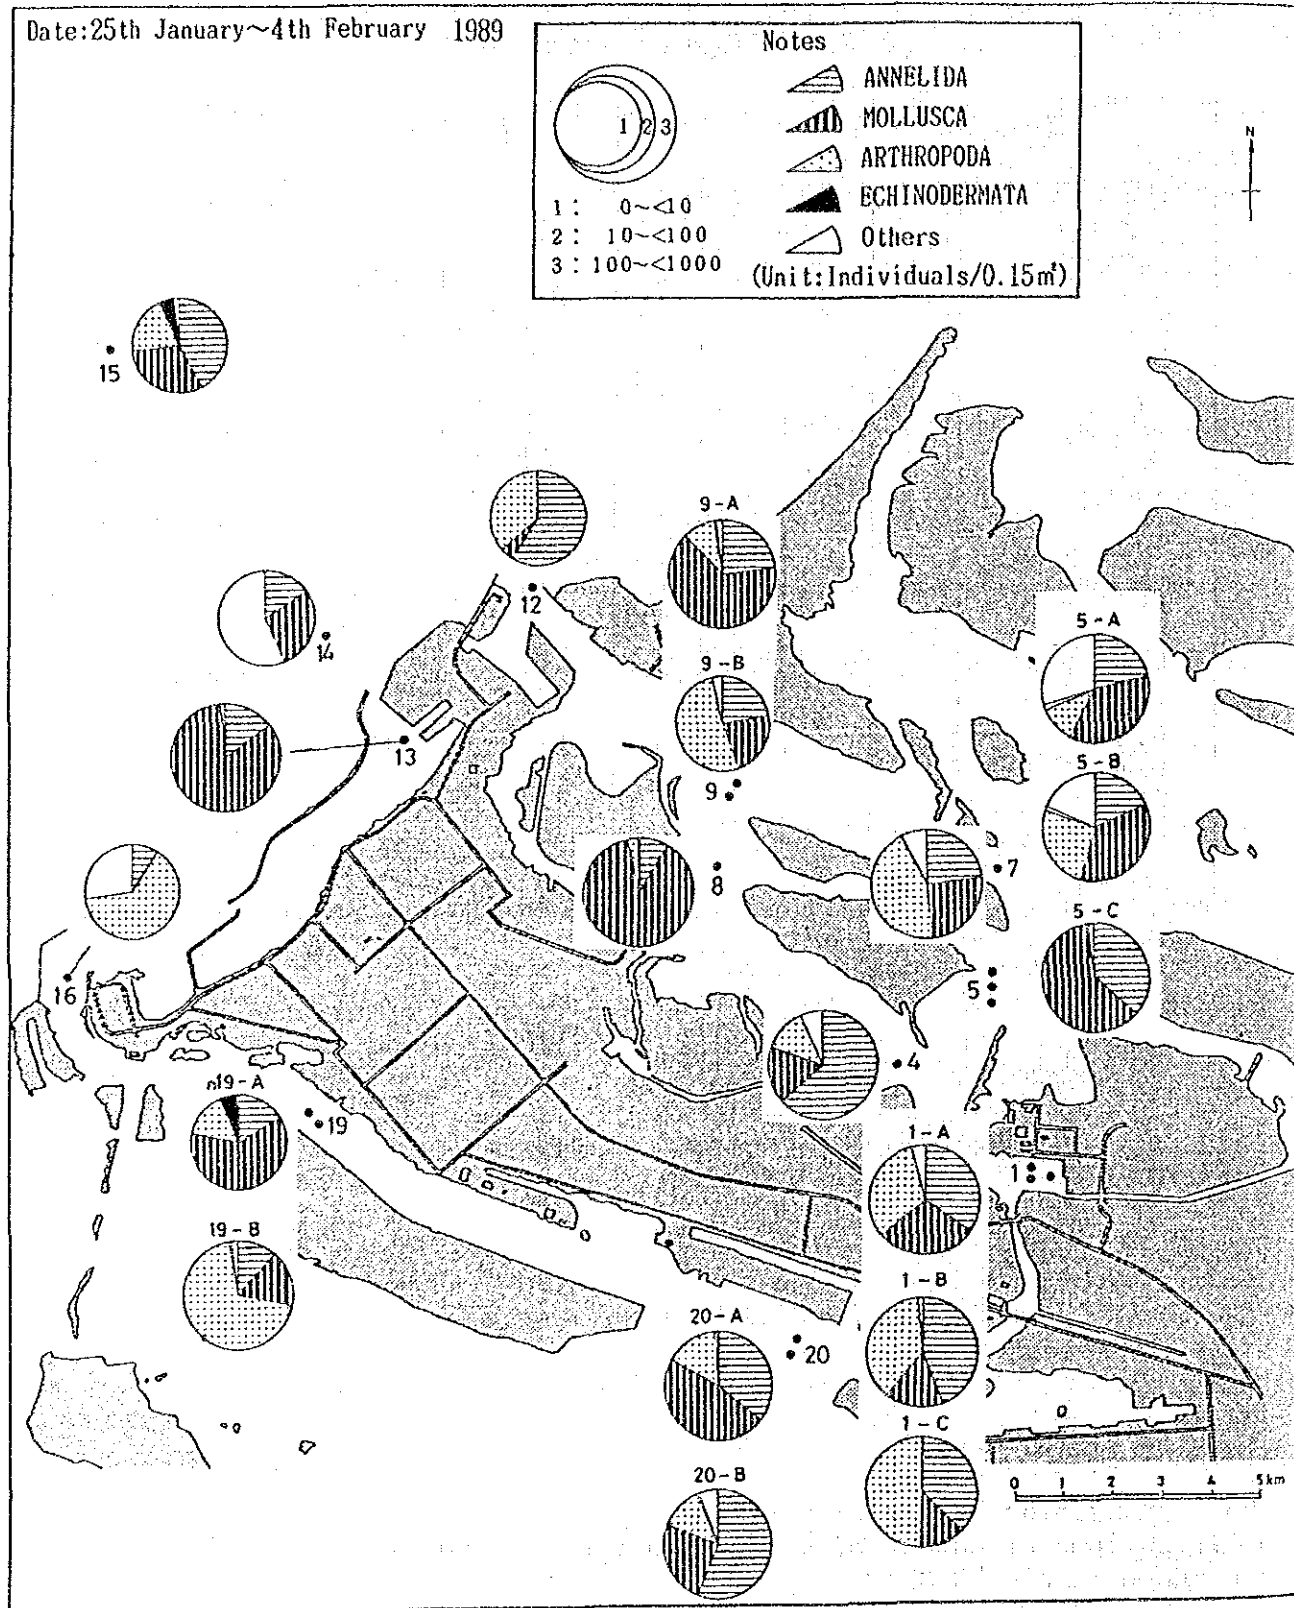 Date:25th January~4th February 1989
Notes
1 2 3
ANNELIDA
MOLLUSCA
ARTHROPODA
ECHINODERMATA
Others
1: 0~<10
2: 10~<100
3: 100~<1000
(Unit:Individuals/0.15㎡)
N
15
12
9-A
14
5-A
9-B
13
5-B
9
8
7
5-C
16
5
4
19-A
19
1-A
1
19-B
1-B
20-A
20
1-C
20-B
0 1 2 3 4 5km